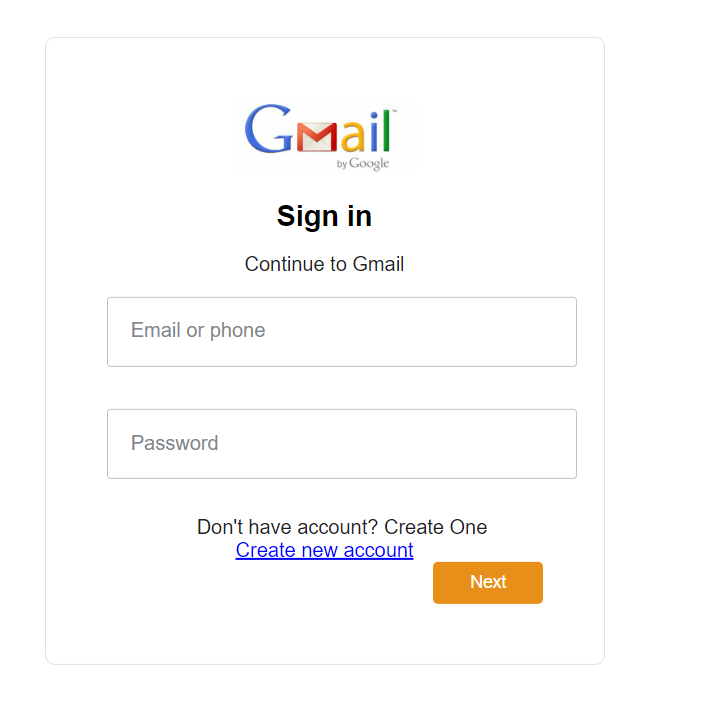 Gmail™
by Google
Sign in
Continue to Gmail
Email or phone
Password
Don't have account? Create One
Create new account
Next